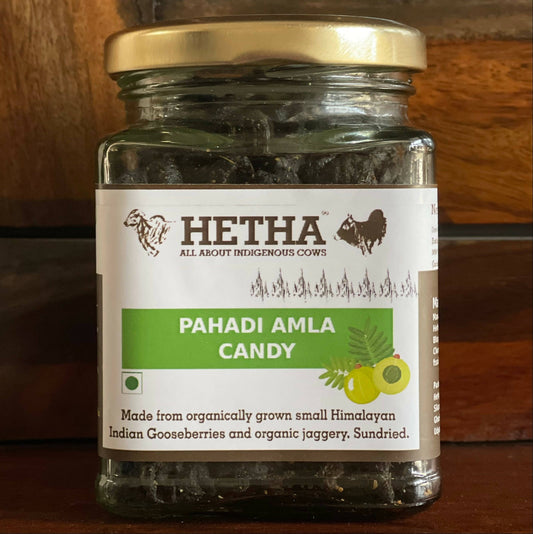 HETHA
ALL ABOUT INDIGENOUS COWS
PAHADI AMLA
CANDY
Made from organically grown small Himalayan
Indian Gooseberries and organic jaggery. Sundried.